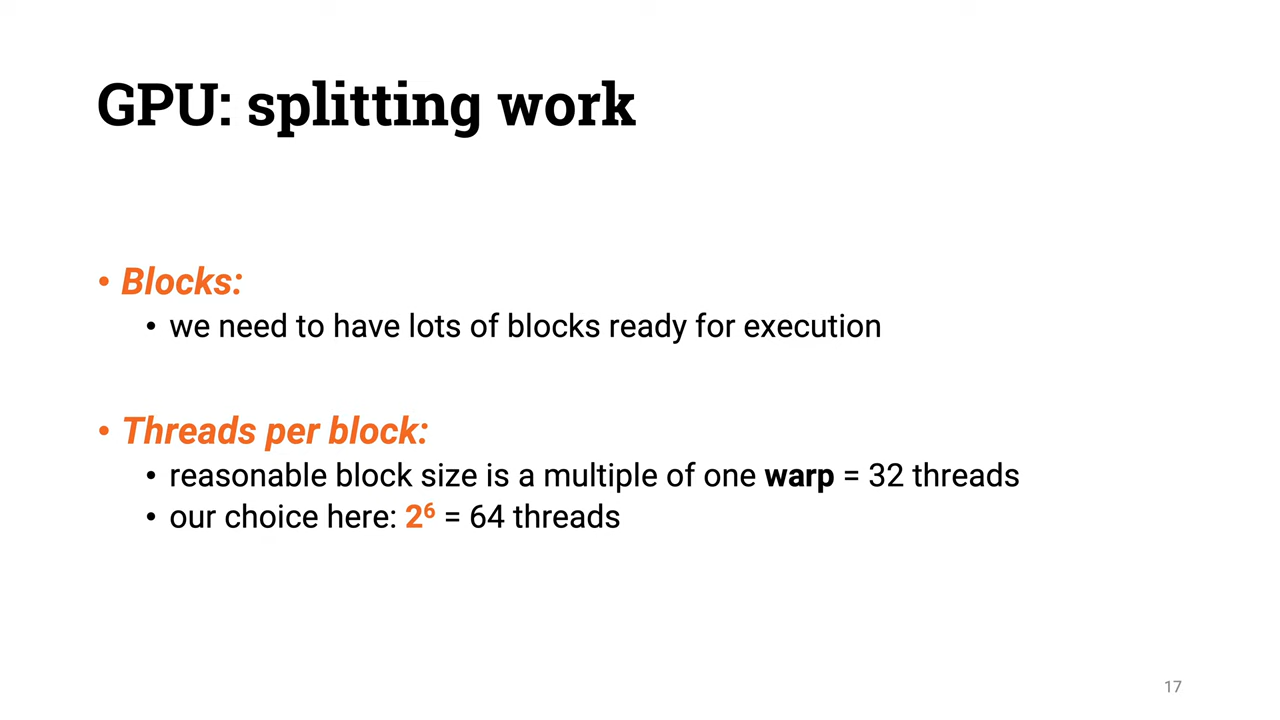 GPU: splitting work
• Blocks:
• we need to have lots of blocks ready for execution
• Threads per block:
• reasonable block size is a multiple of one warp = 32 threads
• our choice here: 2⁶ = 64 threads
17